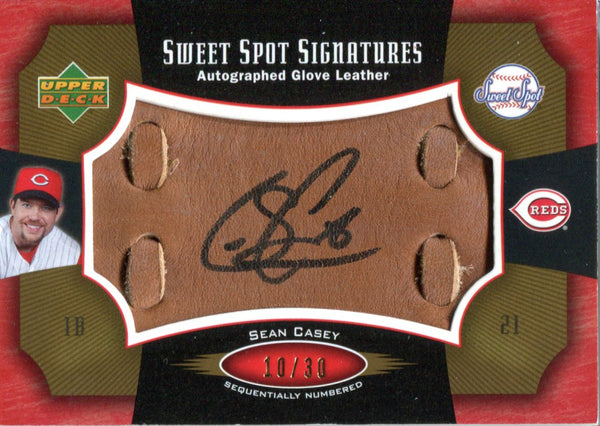 SWEET SPOT SIGNATURES
Autographed Glove Leather
UPPER
DECK
Sweet Spot
C
REDS
1B
21
SEAN CASEY
10/30
SEQUENTIALLY NUMBERED